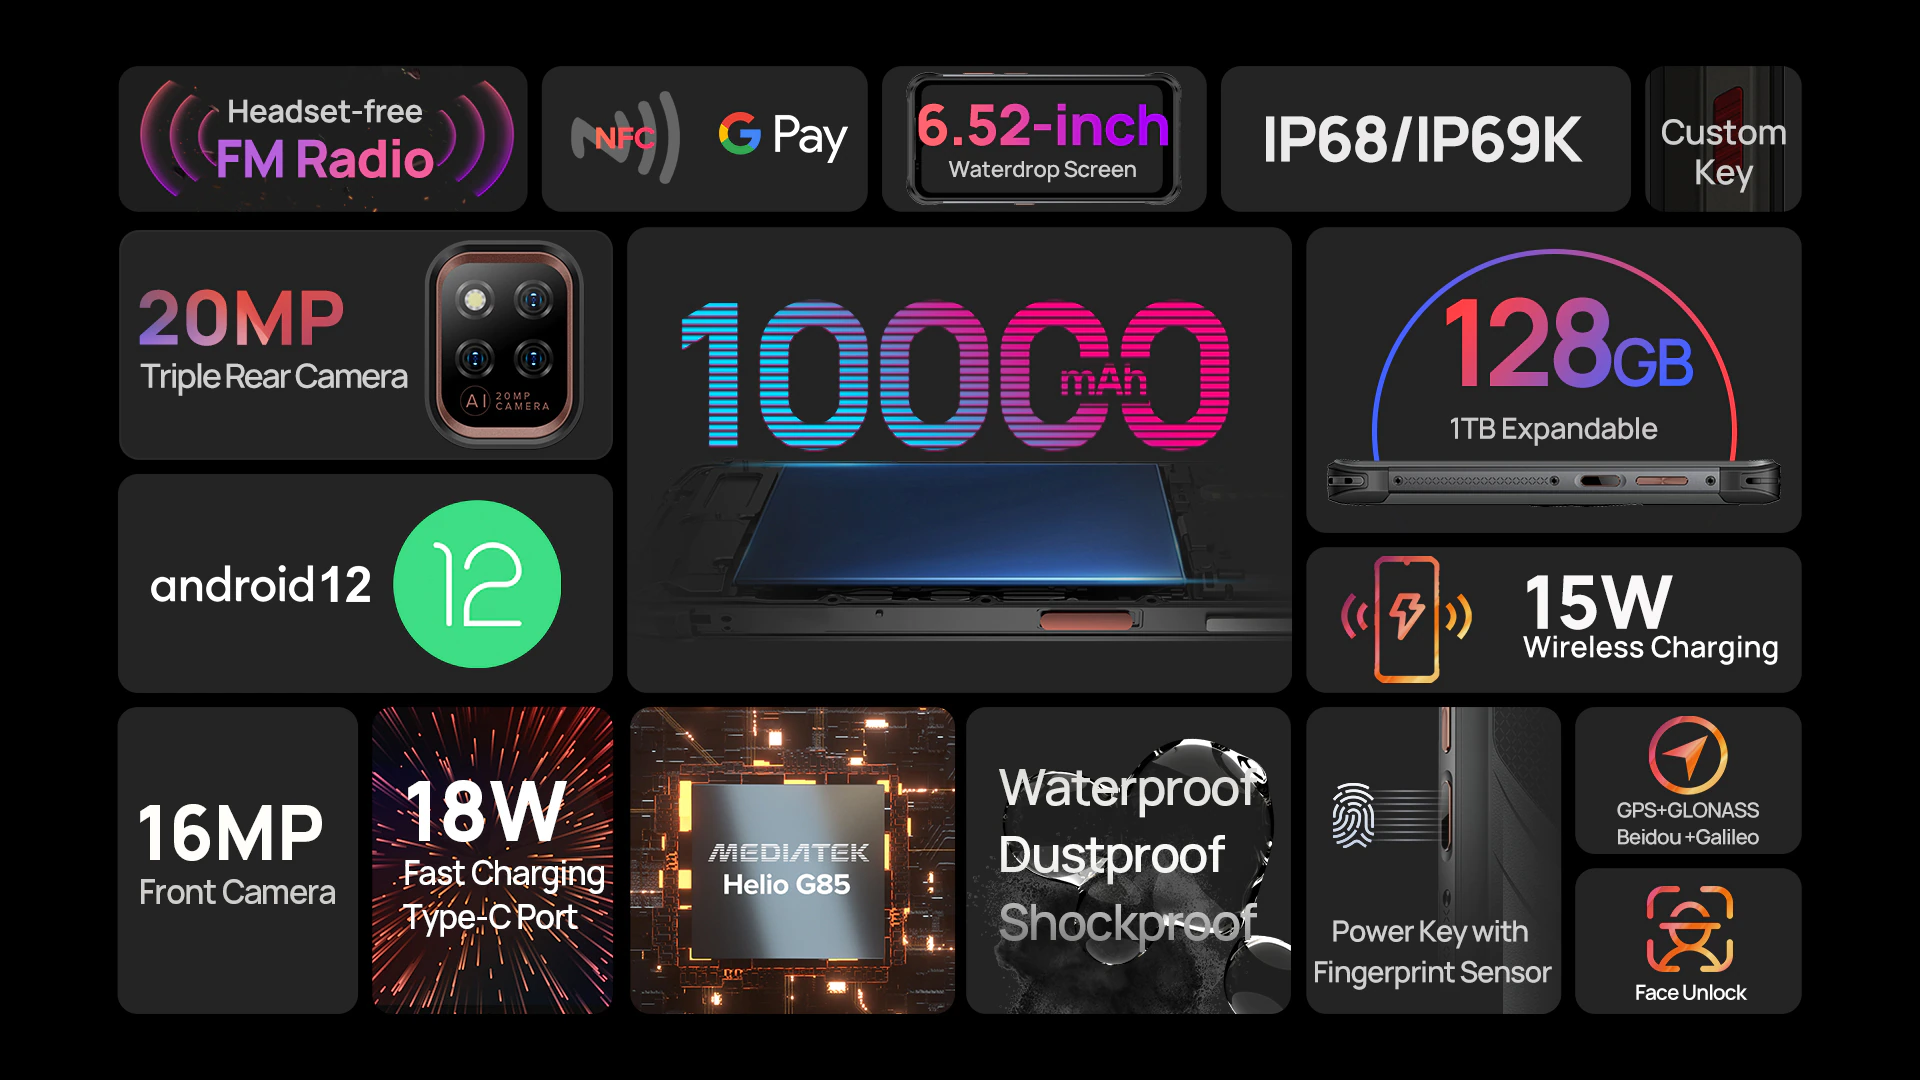 Headset-free
FM Radio
NFC
G Pay
6.52-inch
Waterdrop Screen
IP68/IP69K
Custom
Key
20MP
Triple Rear Camera
AI 20MP
CAMERA
10000
mAh
128GB
1TB Expandable
android12
12
15W
Wireless Charging
16MP
Front Camera
18W
Fast Charging
Type-C Port
MEDIATEK
Helio G85
Waterproof
Dustproof
Shockproof
Power Key with
Fingerprint Sensor
GPS+GLONASS
Beidou+Galileo
Face Unlock